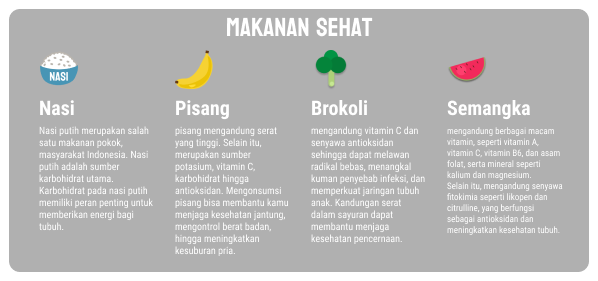 MAKANAN SEHAT
NASI
Nasi
Nasi putih merupakan salah
satu makanan pokok,
masyarakat Indonesia. Nasi
putih adalah sumber
karbohidrat utama.
Karbohidrat pada nasi putih
memiliki peran penting untuk
memberikan energi bagi
tubuh.
Pisang
pisang mengandung serat
yang tinggi. Selain itu,
merupakan sumber
potasium, vitamin C,
karbohidrat hingga
antioksidan. Mengonsumsi
pisang bisa membantu kamu
menjaga kesehatan jantung,
mengontrol berat badan,
hingga meningkatkan
kesuburan pria.
Brokoli
mengandung vitamin C dan
senyawa antioksidan
sehingga dapat melawan
radikal bebas, menangkal
kuman penyebab infeksi, dan
memperkuat jaringan tubuh
anak. Kandungan serat
dalam sayuran dapat
membantu menjaga
kesehatan pencernaan.
Semangka
mengandung berbagai macam
vitamin, seperti vitamin A,
vitamin C, vitamin B6, dan asam
folat, serta mineral seperti
kalium dan magnesium.
Selain itu, mengandung senyawa
fitokimia seperti likopen dan
citrulline, yang berfungsi
sebagai antioksidan dan
meningkatkan kesehatan tubuh.